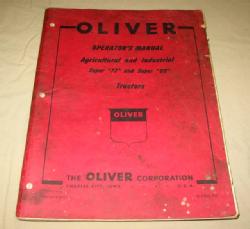 OLIVER
OPERATOR'S MANUAL
Agricultural and Industrial
Super "77" and Super "88"
Tractors
OLIVER
THE OLIVER CORPORATION
CHARLES CITY, IOWA U.S.A.